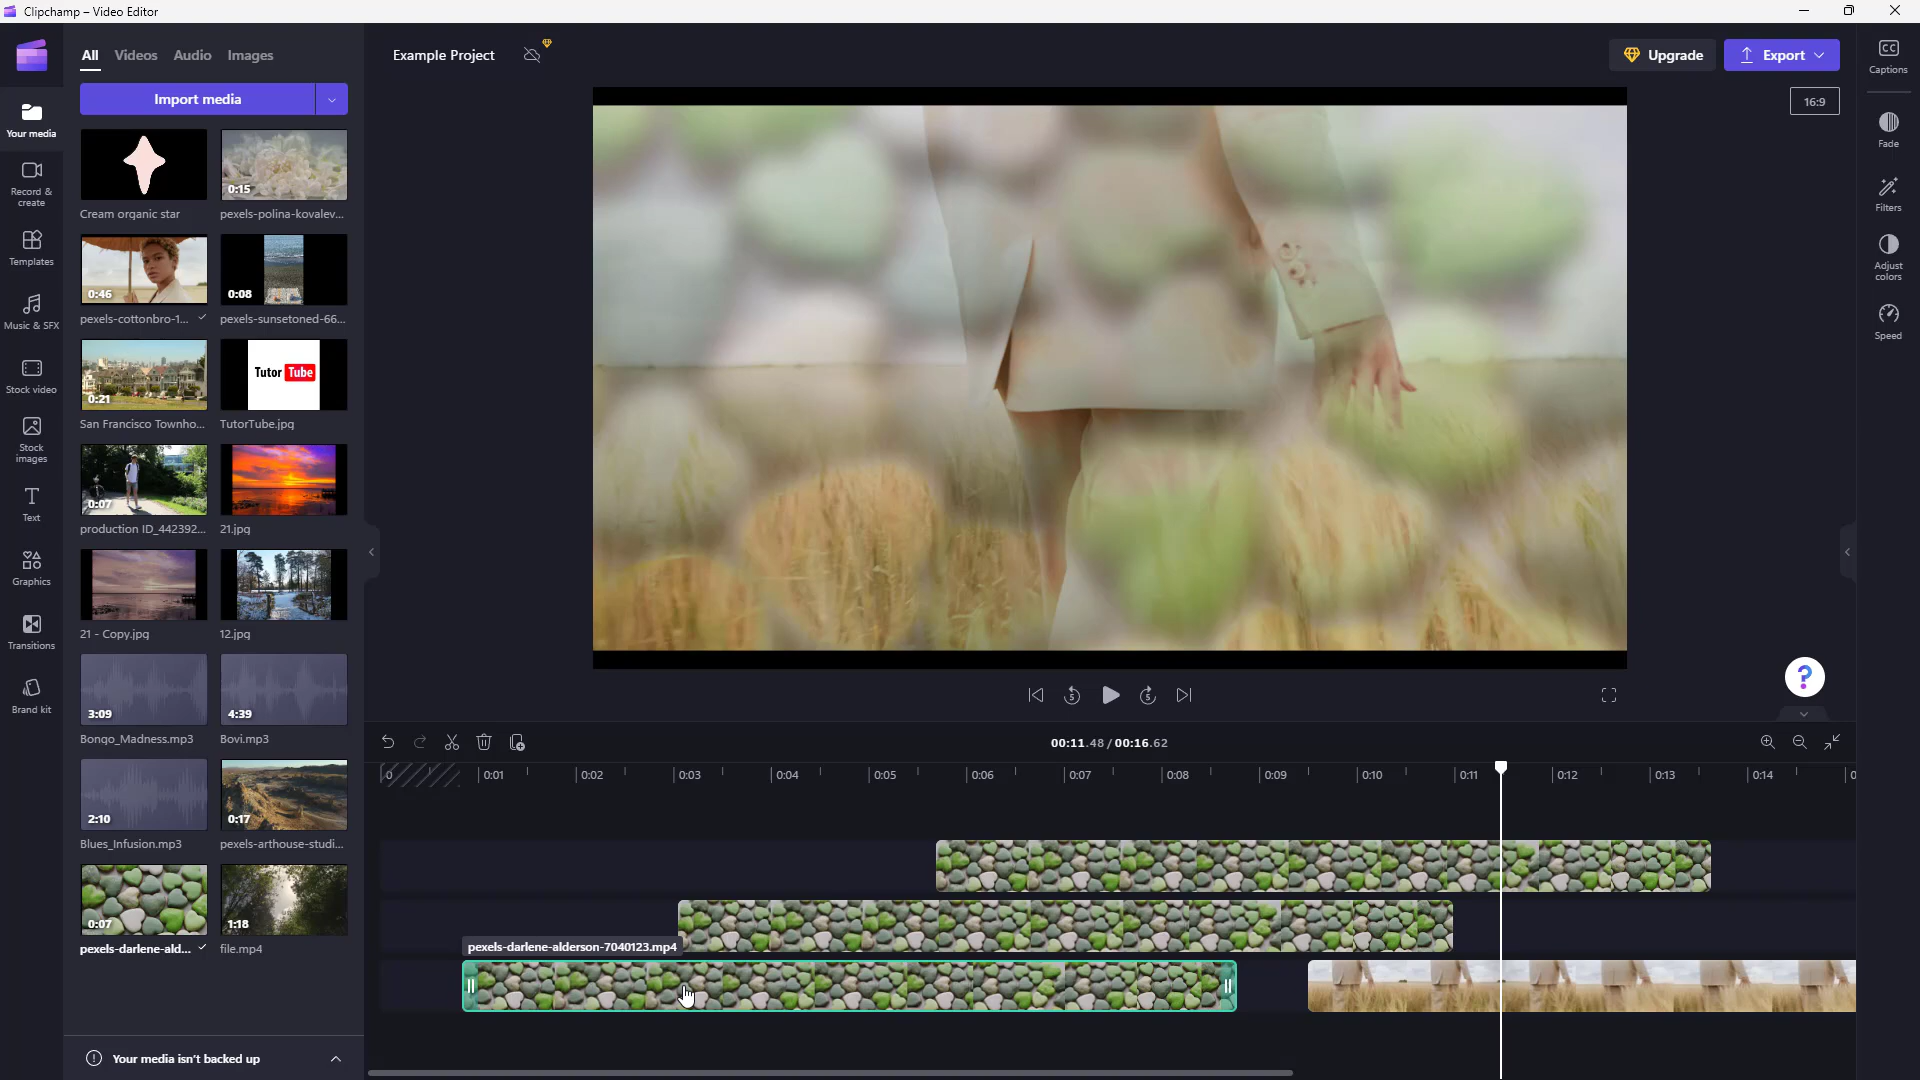 Clipchamp – Video Editor
All Videos Audio Images
Example Project
Upgrade
Export
Captions
Import media
16:9
Your media
Fade
0:15
Record &
create
Cream organic star
pexels-polina-kovalev...
Filters
Templates
Adjust
colors
0:46
0:08
pexels-cottonbro-1...
pexels-sunsetoned-66...
Music & SFX
Speed
Tutor Tube
Stock video
0:21
San Francisco Townho...
TutorTube.jpg
Stock
images
0:07
Text
production ID_442392...
21.jpg
Graphics
21 - Copy.jpg
12.jpg
Transitions
?
5
5
Brand kit
3:09
4:39
Bongo_Madness.mp3
Bovi.mp3
00:11.48 / 00:16.62
0 0:01 0:02 0:03 0:04 0:05 0:06 0:07 0:08 0:09 0:10 0:11 0:12 0:13 0:14 0
2:10
0:17
Blues_Infusion.mp3
pexels-arthouse-studi...
0:07
1:18
pexels-darlene-ald...
file.mp4
pexels-darlene-alderson-7040123.mp4
Your media isn't backed up